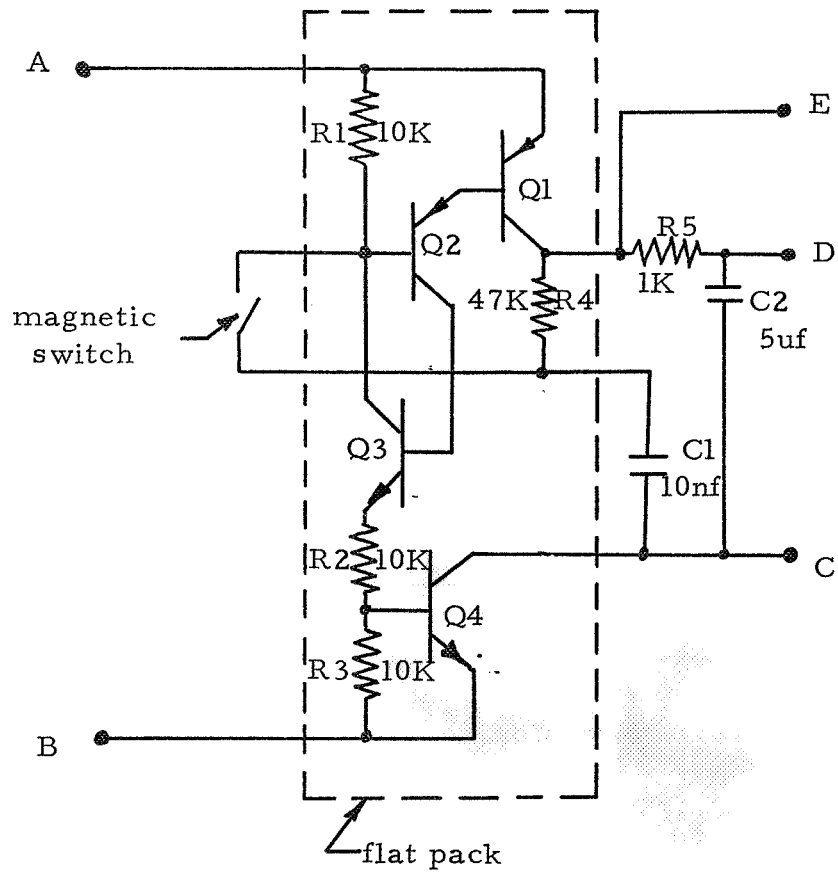 A
E
R1 10K
Q1
Q2
R5
D
1K
47K R4
C2
5uf
magnetic
switch
Q3
C1
10nf
R2 10K
C
Q4
R3 10K
B
flat pack